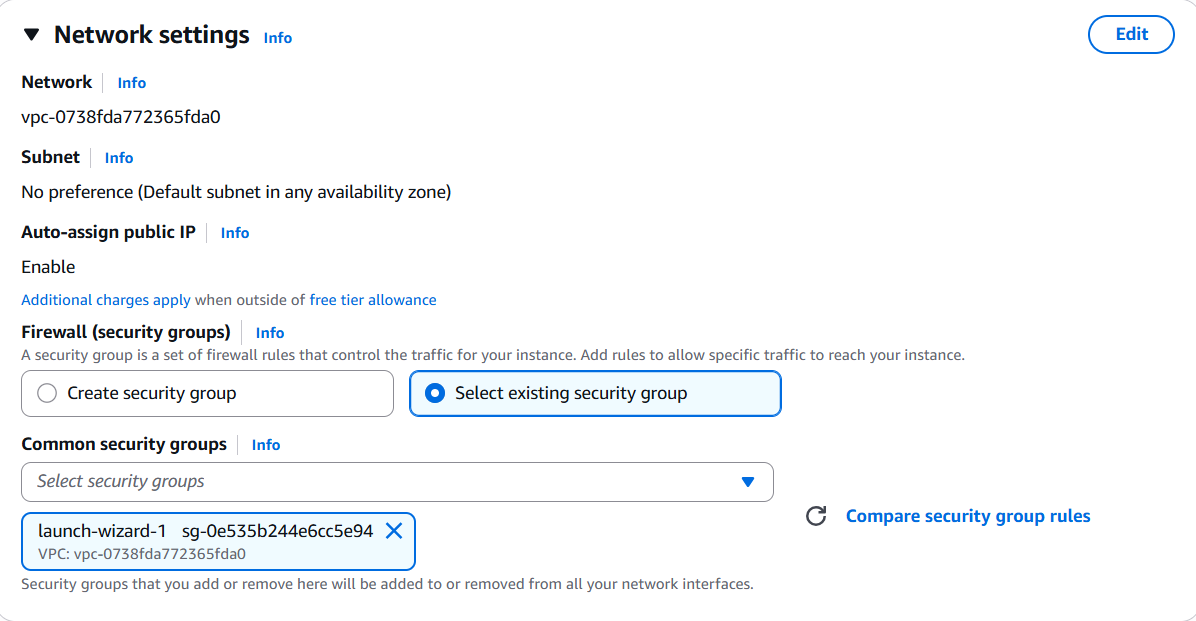 Network settings Info Edit
Network Info
vpc-0738fda772365fda0
Subnet Info
No preference (Default subnet in any availability zone)
Auto-assign public IP Info
Enable
Additional charges apply when outside of free tier allowance
Firewall (security groups) Info
A security group is a set of firewall rules that control the traffic for your instance. Add rules to allow specific traffic to reach your instance.
Create security group Select existing security group
Common security groups Info
Select security groups
Compare security group rules
launch-wizard-1 sg-0e535b244e6cc5e94
VPC: vpc-0738fda772365fda0
Security groups that you add or remove here will be added to or removed from all your network interfaces.